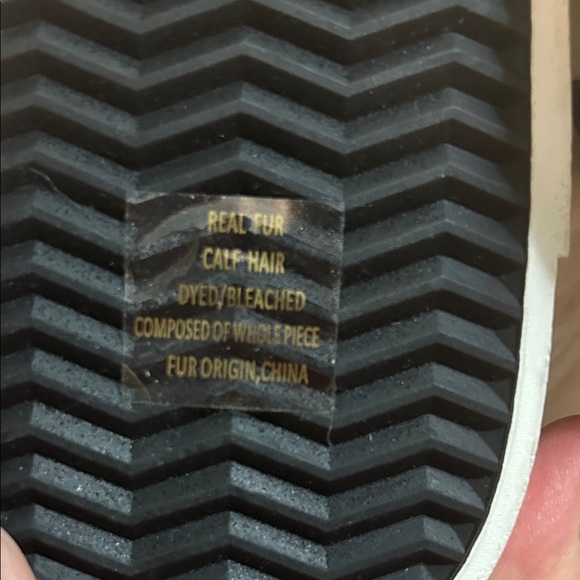 REAL FUR
CALF HAIR
DYED/BLEACHED
COMPOSED OF WHOLE PIECE
FUR ORIGIN,CHINA